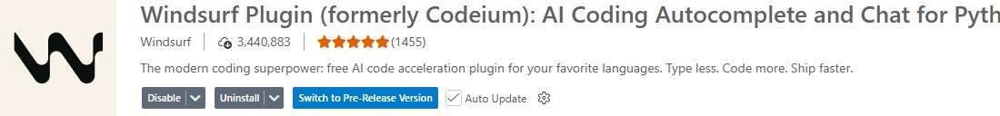 Windsurf Plugin (formerly Codeium): AI Coding Autocomplete and Chat for Pyth
Windsurf 3,440,883 (1455)
The modern coding superpower: free AI code acceleration plugin for your favorite languages. Type less. Code more. Ship faster.
Disable Uninstall Switch to Pre-Release Version Auto Update